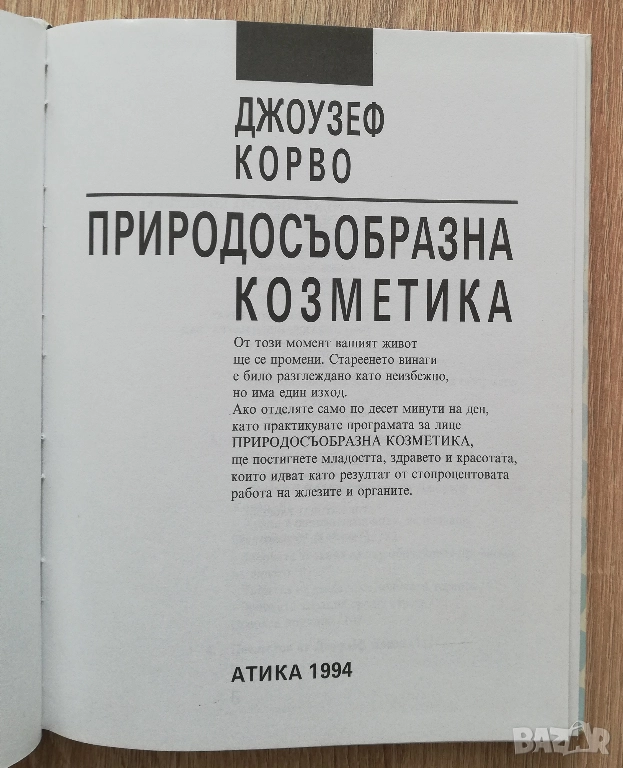 ДЖОУЗЕФ
КОРВО
ПРИРОДОСЪОБРАЗНА
КОЗМЕТИКА
От този момент вашият живот
ще се промени. Стареенето винаги
е било разглеждано като неизбежно,
но има един изход.
Ако отделяте само по десет минути на ден,
като практикувате програмата за лице
ПРИРОДОСЪОБРАЗНА КОЗМЕТИКА,
ще постигнете младостта, здравето и красотата,
които идват като резултат от стопроцентовата
работа на жлезите и органите.
АТИКА 1994
BAZAR